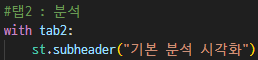 #탭2 : 분석
with tab2:
    st.subheader("기본 분석 시각화")